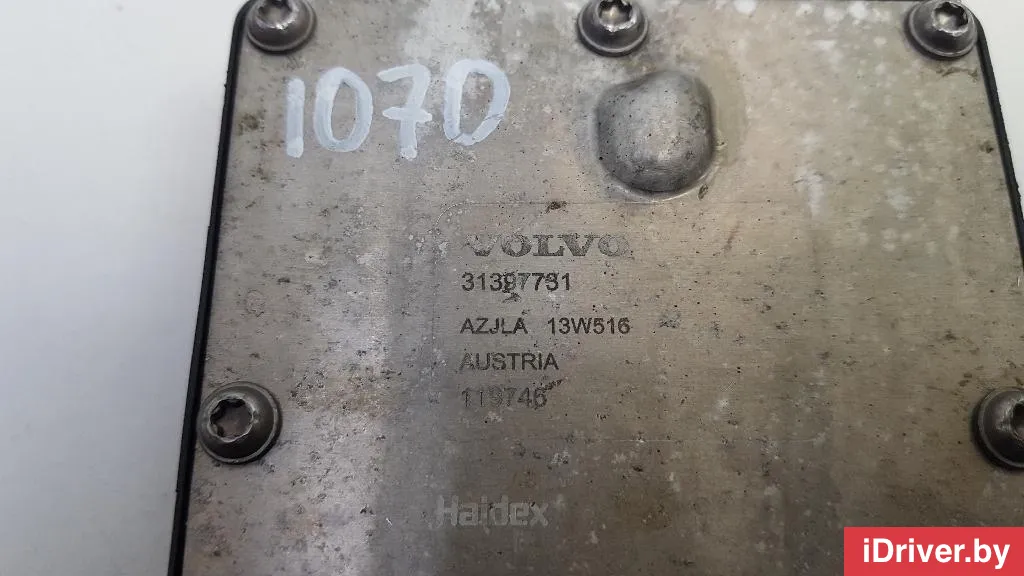 1070
VOLVO
31397731
AZJLA 13W516
AUSTRIA
119746
Haldex
iDriver.by